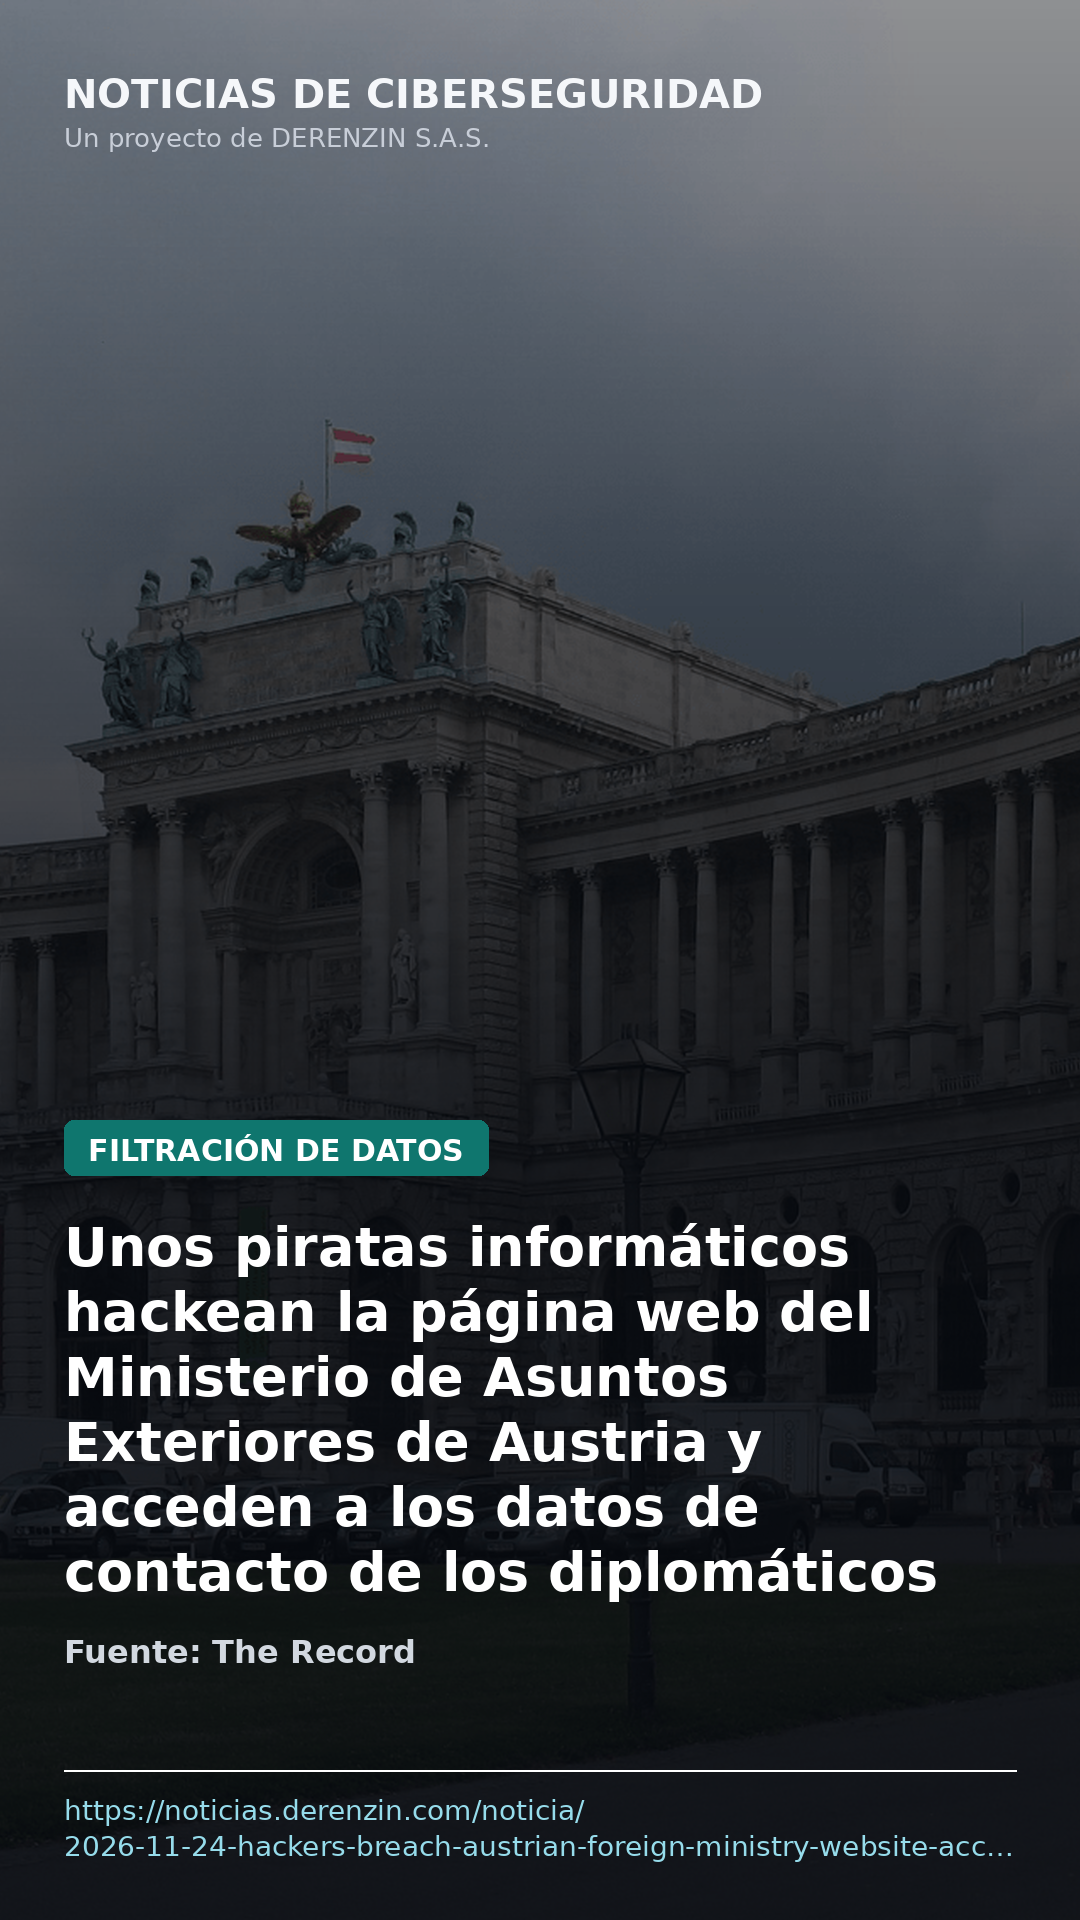 NOTICIAS DE CIBERSEGURIDAD
Un proyecto de DERENZIN S.A.S.
FILTRACIÓN DE DATOS
Unos piratas informáticos
hackean la página web del
Ministerio de Asuntos
Exteriores de Austria y
acceden a los datos de
contacto de los diplomáticos
Fuente: The Record
https://noticias.derenzin.com/noticia/
2026-11-24-hackers-breach-austrian-foreign-ministry-website-acc...